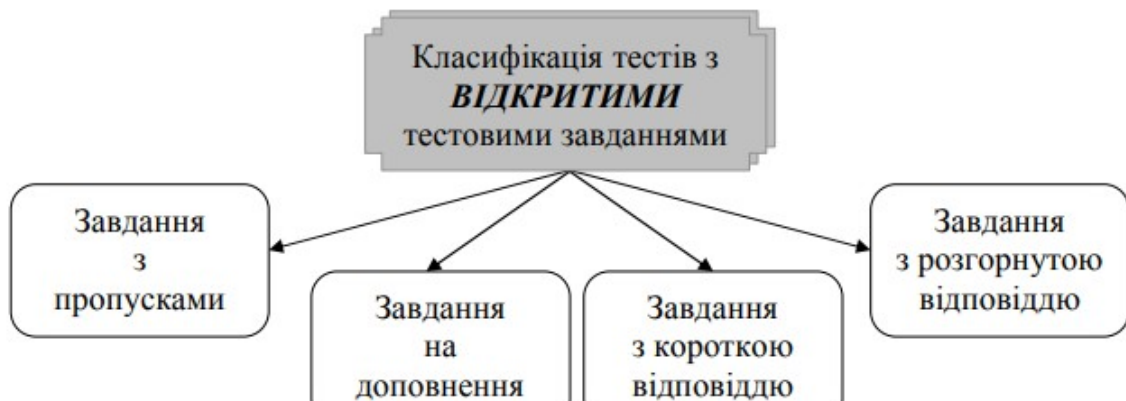 Класифікація тестів з
ВІДКРИТИМИ
тестовими завданнями
Завдання
з
пропусками
Завдання
на
доповнення
Завдання
з короткою
відповіддю
Завдання
з розгорнутою
відповіддю